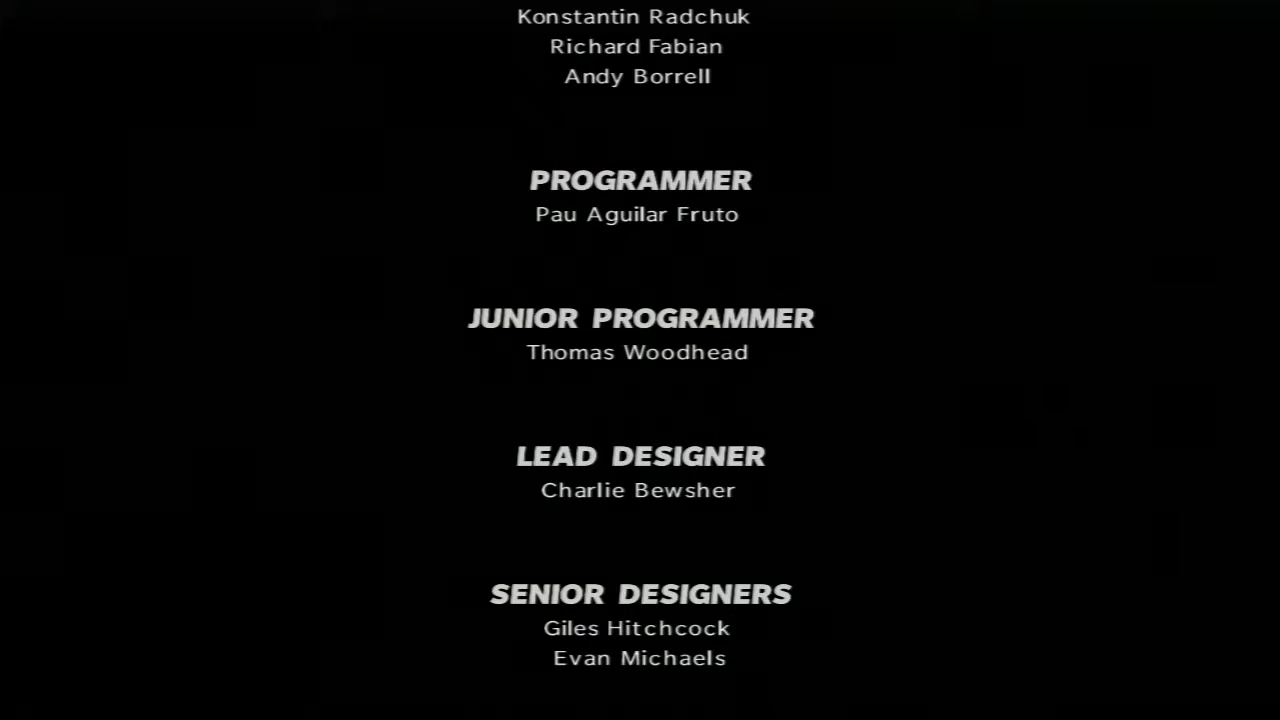 Konstantin Radchuk
Richard Fabian
Andy Borrell
PROGRAMMER
Pau Aguilar Fruto
JUNIOR PROGRAMMER
Thomas Woodhead
LEAD DESIGNER
Charlie Bewsher
SENIOR DESIGNERS
Giles Hitchcock
Evan Michaels